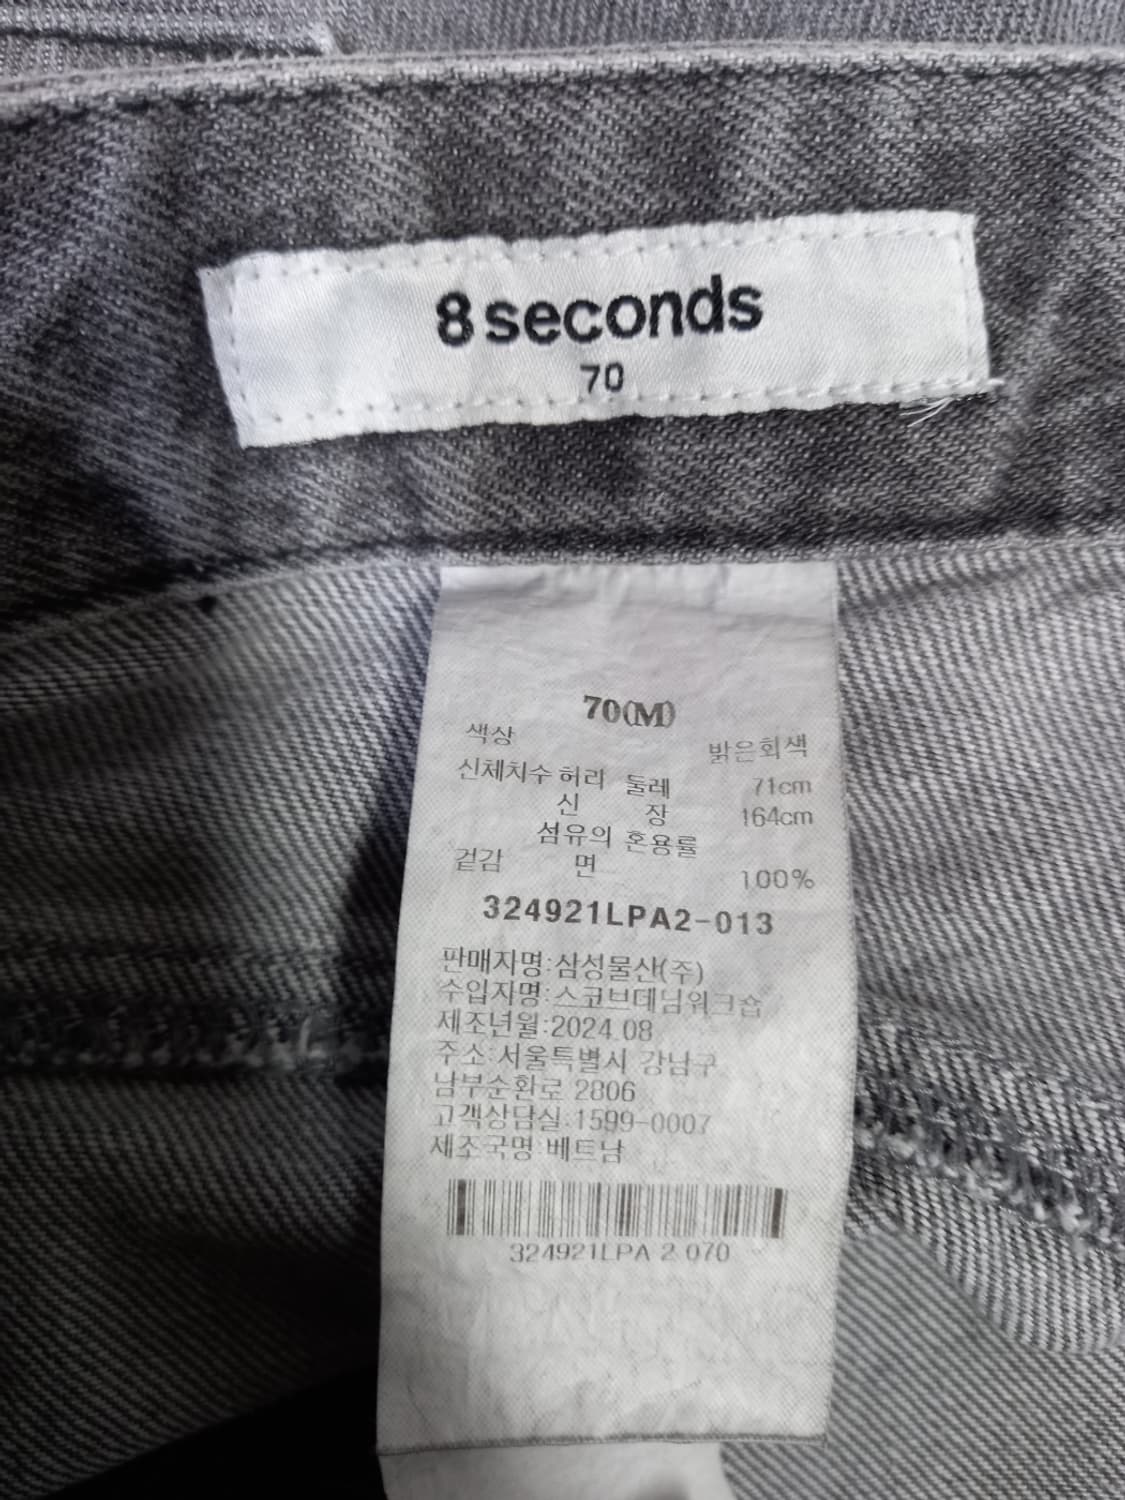 8 seconds
70
70(M)
색상 밝은회색
신체치수 허리 둘레 71cm
신 장 164cm
섬유의 혼용률
겉감 면 100%
324921LPA2-013
판매자명:삼성물산(주)
수입자명:스코브데님워크숍
제조년월:2024.08
주소:서울특별시 강남구
남부순환로 2806
고객상담실:1599-0007
제조국명:베트남
324921LPA 2 070